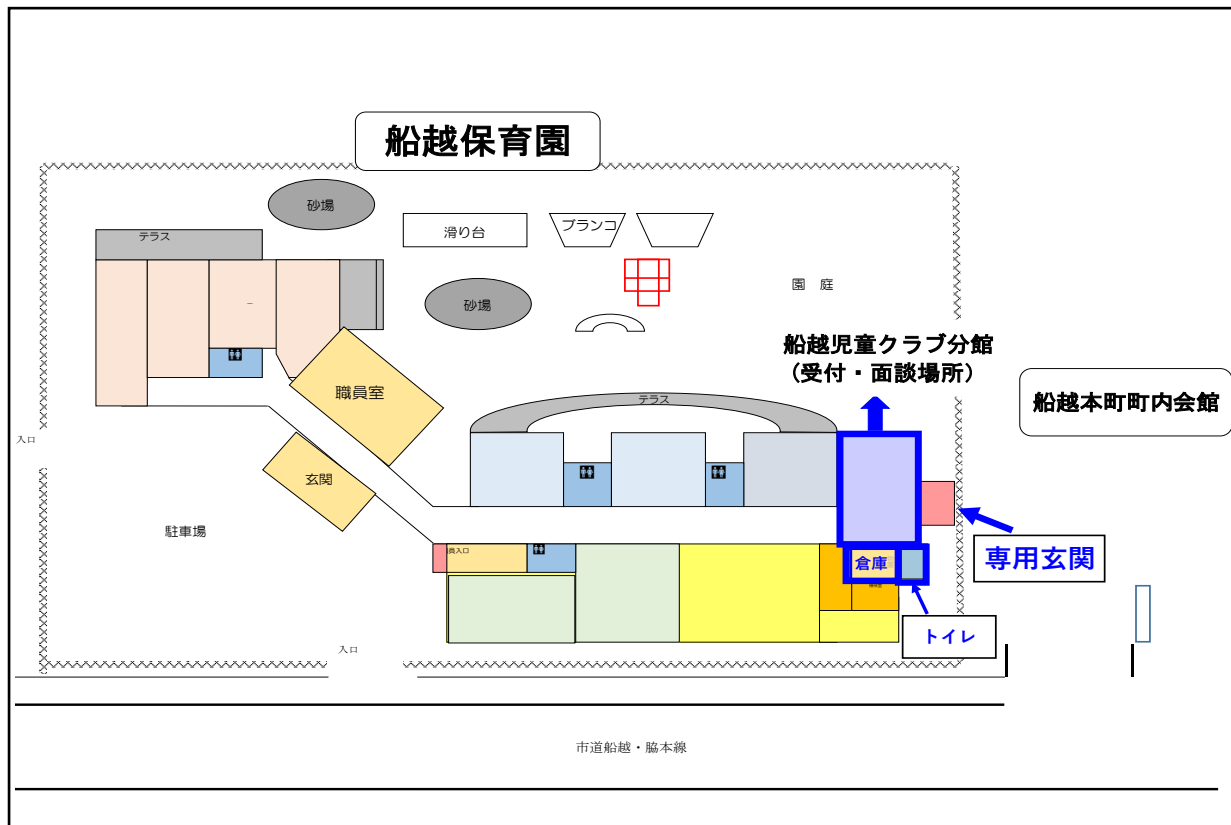 船越保育園
砂場
テラス
滑り台
ブランコ
砂場
園　庭
船越児童クラブ分館
（受付・面談場所）
船越本町町内会館
職員室
テラス
入口
玄関
駐車場
員入口
倉庫
専用玄関
トイレ
入口
市道船越・脇本線